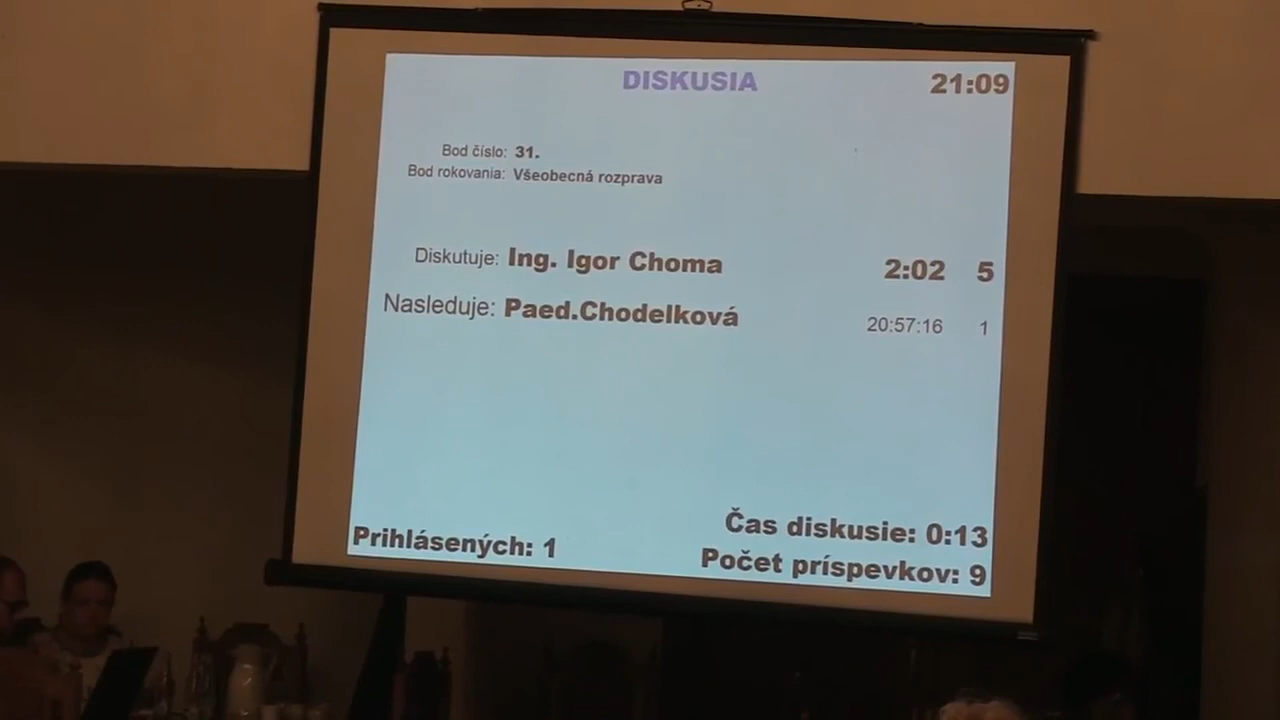 DISKUSIA 21:09
Bod číslo: 31.
Bod rokovania: Všeobecná rozprava
Diskutuje: Ing. Igor Choma 2:02 5
Nasleduje: Paed.Chodelková 20:57:16 1
Prihlásených: 1
Čas diskusie: 0:13
Počet príspevkov: 9